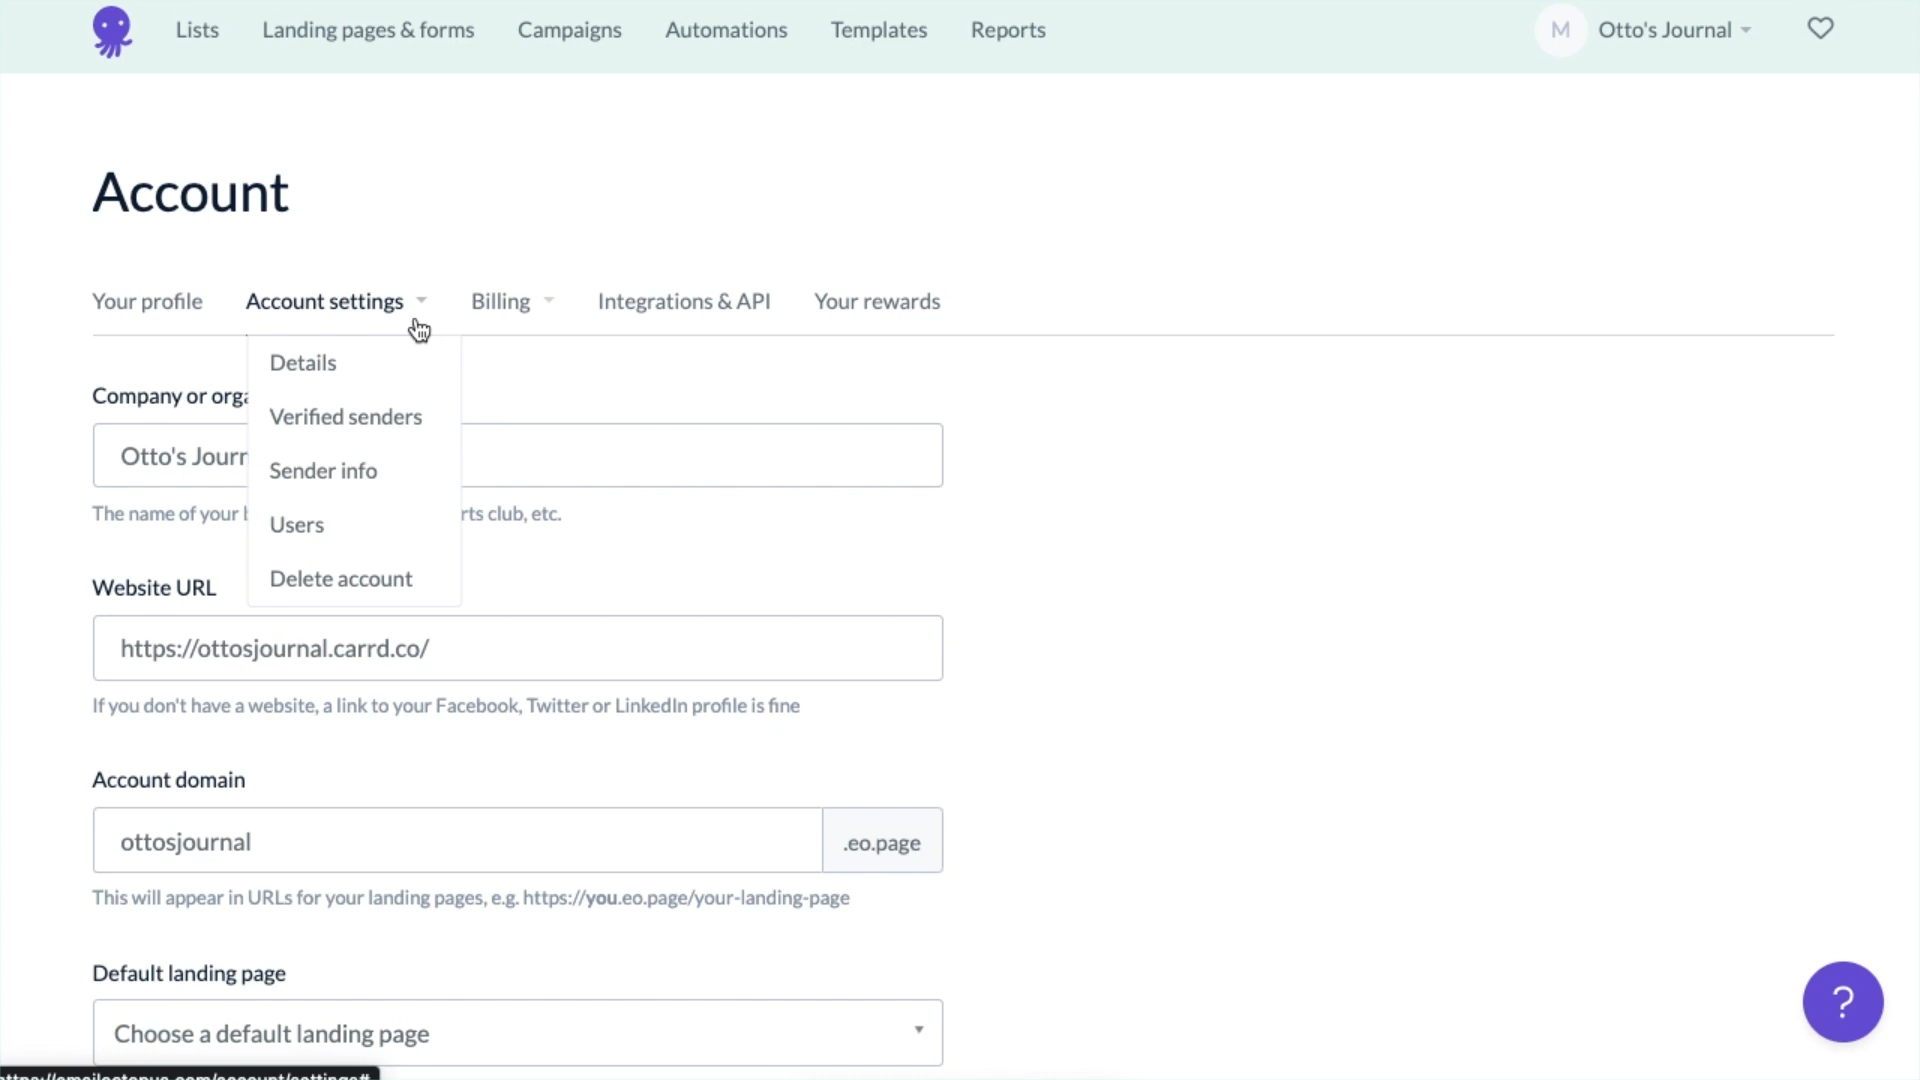 Lists Landing pages & forms Campaigns Automations Templates Reports M Otto's Journal
Account
Your profile Account settings Billing Integrations & API Your rewards
Details
Company or
Verified senders
Otto's
Sender info
The name of your club, etc.
Users
Delete account
Website URL
https://ottosjournal.carrd.co/
If you don't have a website, a link to your Facebook, Twitter or LinkedIn profile is fine
Account domain
ottosjournal .eo.page
This will appear in URLs for your landing pages, e.g. https://you.eo.page/your-landing-page
Default landing page
?
Choose a default landing page